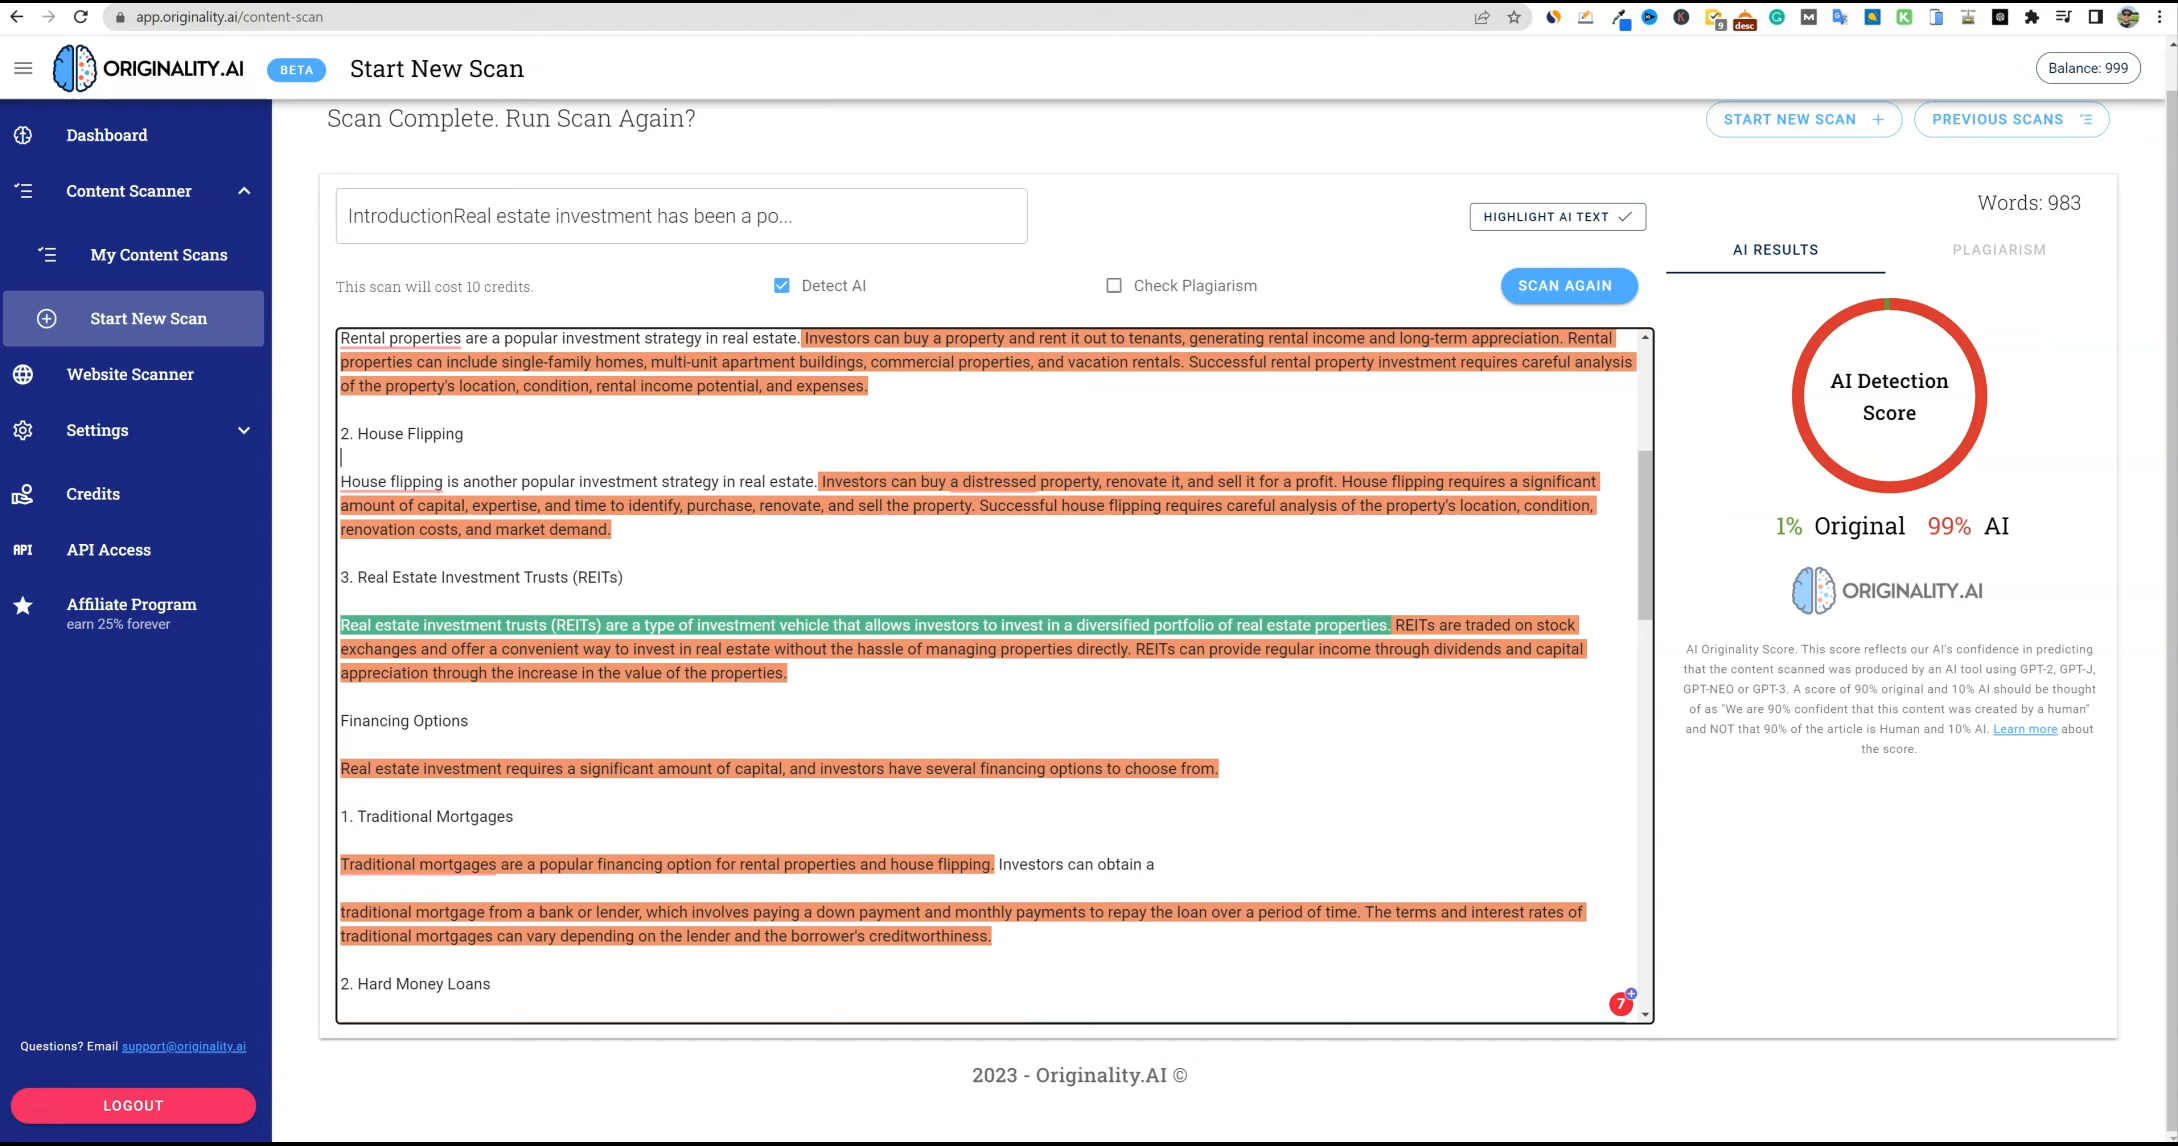 app.originality.ai/content-scan
9
desc
ORIGINALITY.AI
BETA
Start New Scan
Balance: 999
Dashboard
Content Scanner
My Content Scans
Start New Scan
Website Scanner
Settings
Credits
API
API Access
Affiliate Program
earn 25% forever
Questions? Email support@originality.ai
LOGOUT
Scan Complete. Run Scan Again?
START NEW SCAN +
PREVIOUS SCANS
IntroductionReal estate investment has been a po...
HIGHLIGHT AI TEXT
This scan will cost 10 credits.
Detect AI
Check Plagiarism
SCAN AGAIN
Rental properties are a popular investment strategy in real estate. Investors can buy a property and rent it out to tenants, generating rental income and long-term appreciation. Rental
properties can include single-family homes, multi-unit apartment buildings, commercial properties, and vacation rentals. Successful rental property investment requires careful analysis
of the property's location, condition, rental income potential, and expenses.
2. House Flipping
House flipping is another popular investment strategy in real estate. Investors can buy a distressed property, renovate it, and sell it for a profit. House flipping requires a significant
amount of capital, expertise, and time to identify, purchase, renovate, and sell the property. Successful house flipping requires careful analysis of the property's location, condition,
renovation costs, and market demand.
3. Real Estate Investment Trusts (REITs)
Real estate investment trusts (REITs) are a type of investment vehicle that allows investors to invest in a diversified portfolio of real estate properties. REITs are traded on stock
exchanges and offer a convenient way to invest in real estate without the hassle of managing properties directly. REITs can provide regular income through dividends and capital
appreciation through the increase in the value of the properties.
Financing Options
Real estate investment requires a significant amount of capital, and investors have several financing options to choose from.
1. Traditional Mortgages
Traditional mortgages are a popular financing option for rental properties and house flipping. Investors can obtain a
traditional mortgage from a bank or lender, which involves paying a down payment and monthly payments to repay the loan over a period of time. The terms and interest rates of
traditional mortgages can vary depending on the lender and the borrower's creditworthiness.
2. Hard Money Loans
7
Words: 983
AI RESULTS
PLAGIARISM
AI Detection
Score
1% Original 99% AI
ORIGINALITY.AI
AI Originality Score. This score reflects our AI's confidence in predicting
that the content scanned was produced by an AI tool using GPT-2, GPT-J,
GPT-NEO or GPT-3. A score of 90% original and 10% AI should be thought
of as "We are 90% confident that this content was created by a human"
and NOT that 90% of the article is Human and 10% AI. Learn more about
the score.
2023 - Originality.AI ©